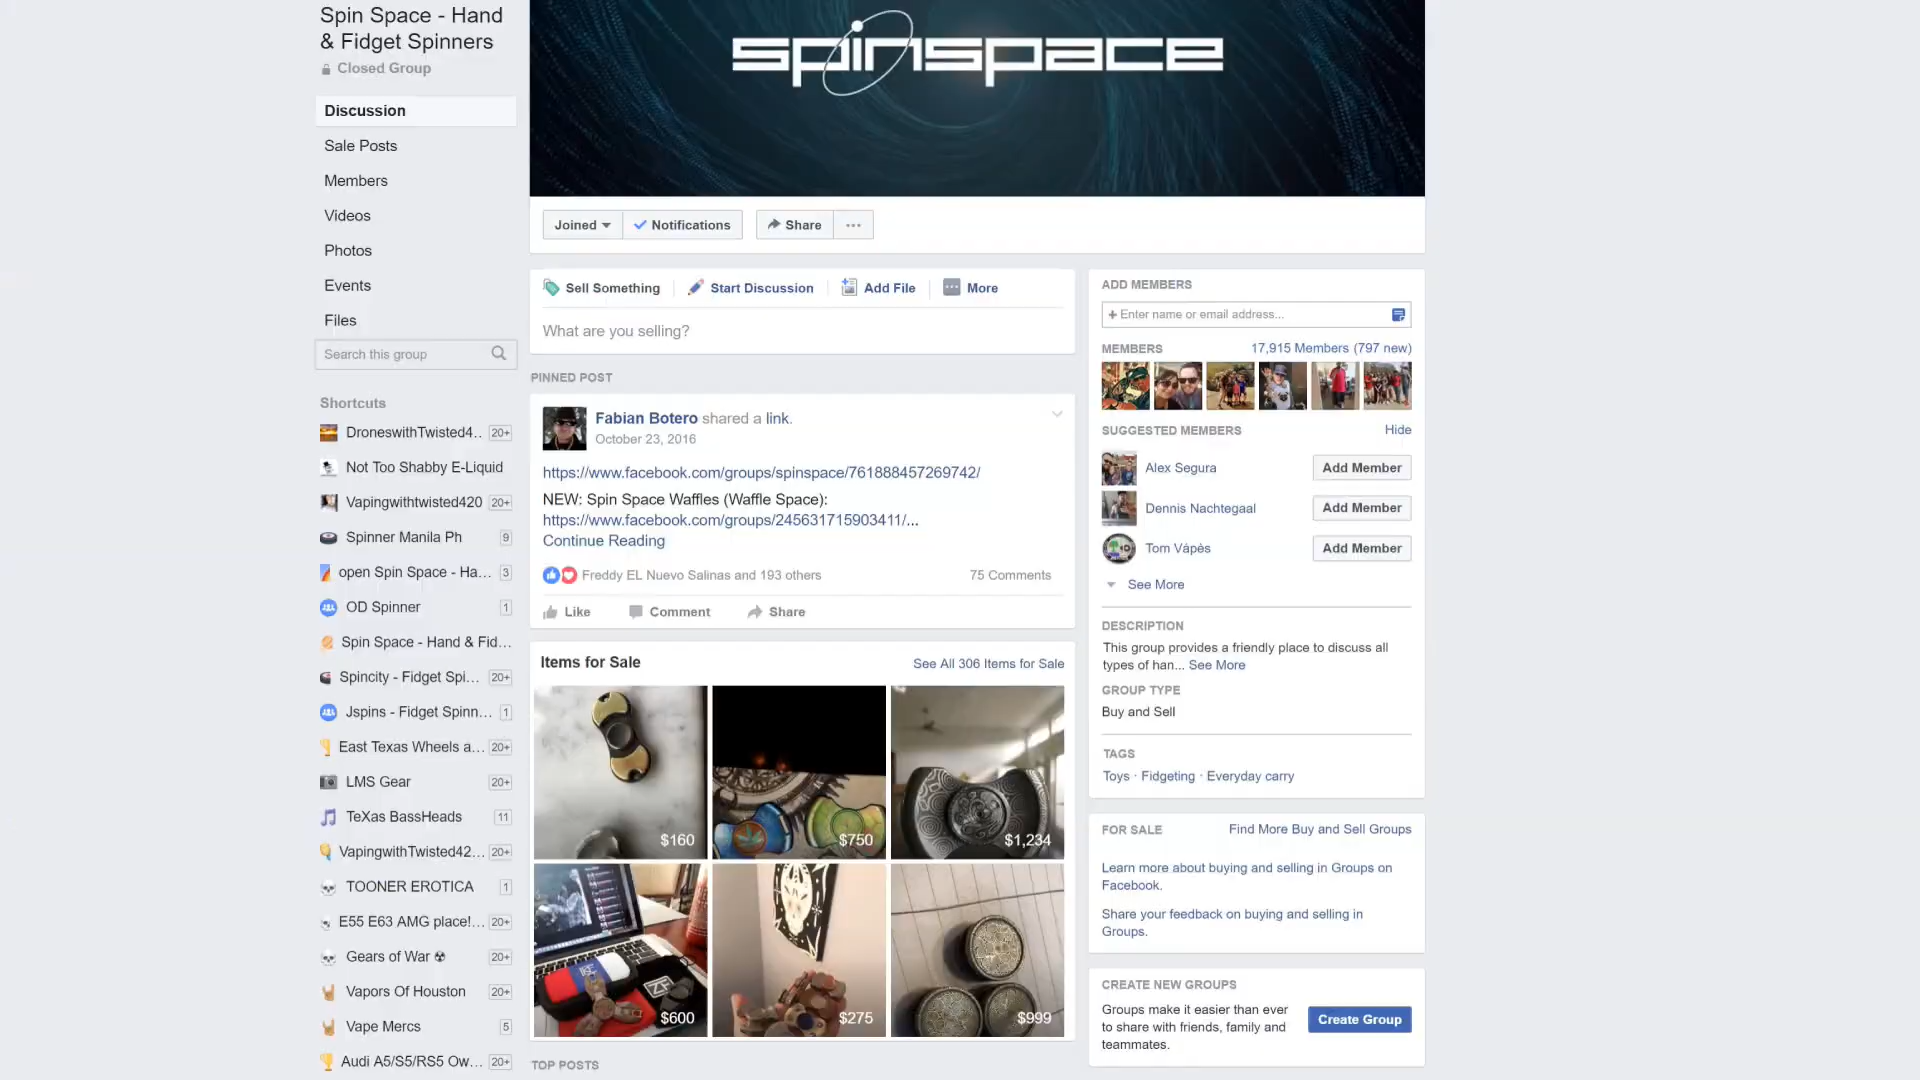 Spin Space - Hand
& Fidget Spinners
Closed Group
Discussion
Sale Posts
Members
Videos
Photos
Events
Files
Search this group
Shortcuts
DroneswithTwisted4.. 20+
Not Too Shabby E-Liquid
Vapingwithtwisted420 20+
Spinner Manila Ph 9
open Spin Space - Ha... 3
OD Spinner 1
Spin Space - Hand & Fid...
Spincity - Fidget Spi... 20+
Jspins - Fidget Spinn... 1
East Texas Wheels a... 20+
LMS Gear 20+
TeXas BassHeads 11
VapingwithTwisted42... 20+
TOONER EROTICA 1
E55 E63 AMG place!... 20+
Gears of War ☢ 20+
Vapors Of Houston 20+
Vape Mercs 5
Audi A5/S5/RS5 Ow... 20+
spinspace
Joined Notifications Share ...
Sell Something Start Discussion Add File More
What are you selling?
PINNED POST
Fabian Botero shared a link.
October 23, 2016
https://www.facebook.com/groups/spinspace/761888457269742/
NEW: Spin Space Waffles (Waffle Space):
https://www.facebook.com/groups/245631715903411/...
Continue Reading
Freddy EL Nuevo Salinas and 193 others 75 Comments
Like Comment Share
Items for Sale See All 306 Items for Sale
$160 $750 $1,234
$600 $275 $999
TOP POSTS
ADD MEMBERS
+ Enter name or email address...
MEMBERS 17,915 Members (797 new)
SUGGESTED MEMBERS Hide
Alex Segura Add Member
Dennis Nachtegaal Add Member
Tom Vápès Add Member
See More
DESCRIPTION
This group provides a friendly place to discuss all
types of han... See More
GROUP TYPE
Buy and Sell
TAGS
Toys · Fidgeting · Everyday carry
FOR SALE Find More Buy and Sell Groups
Learn more about buying and selling in Groups on
Facebook.
Share your feedback on buying and selling in
Groups.
CREATE NEW GROUPS
Groups make it easier than ever
to share with friends, family and
teammates.
Create Group